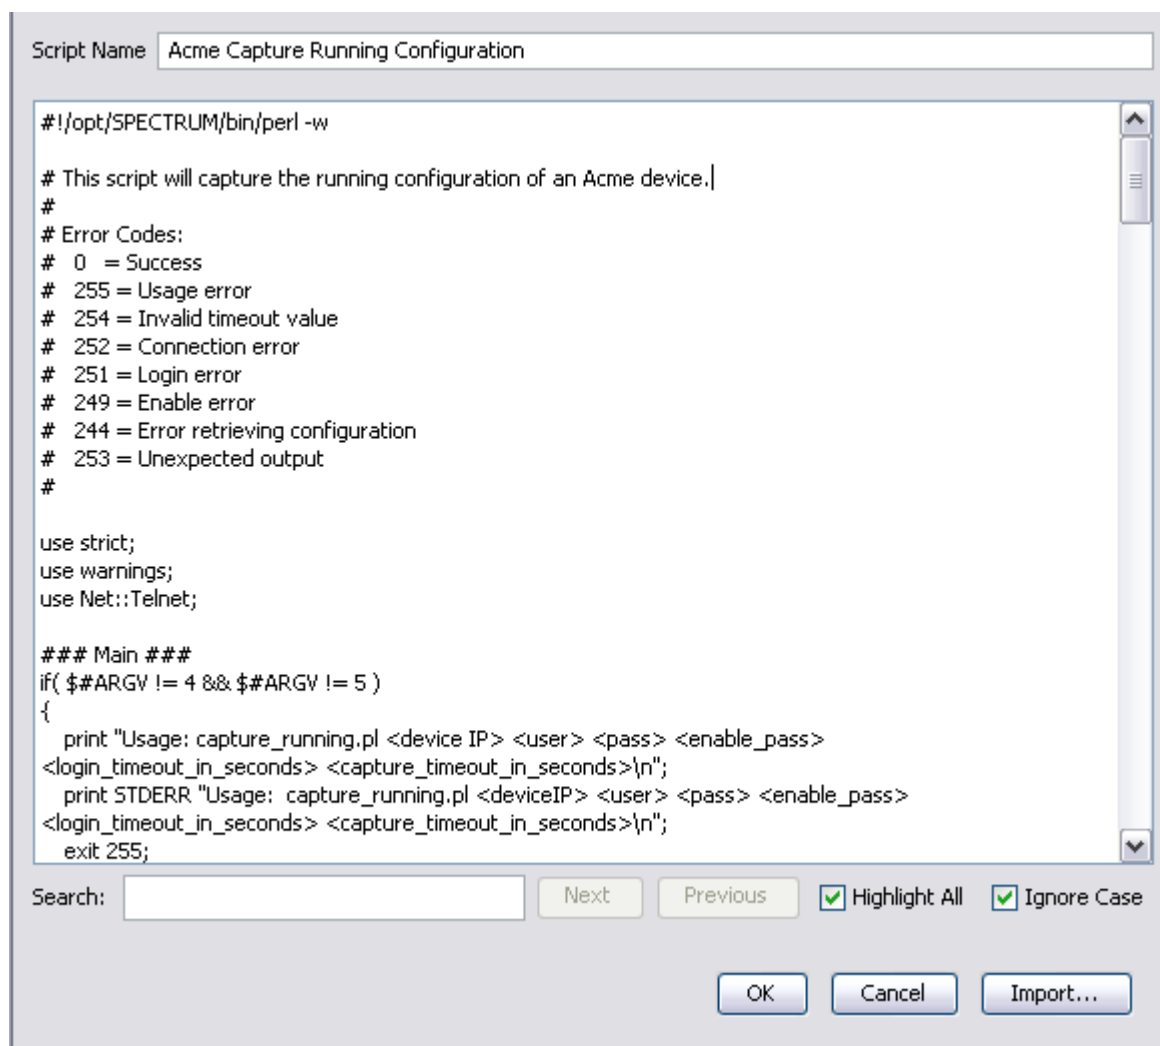 Script Name Acme Capture Running Configuration
#!/opt/SPECTRUM/bin/perl -w
# This script will capture the running configuration of an Acme device.
#
# Error Codes:
#   0   = Success
#   255 = Usage error
#   254 = Invalid timeout value
#   252 = Connection error
#   251 = Login error
#   249 = Enable error
#   244 = Error retrieving configuration
#   253 = Unexpected output
#
use strict;
use warnings;
use Net::Telnet;
### Main ###
if( $#ARGV != 4 && $#ARGV != 5 )
{
   print "Usage: capture_running.pl <device IP> <user> <pass> <enable_pass>
<login_timeout_in_seconds> <capture_timeout_in_seconds>\n";
   print STDERR "Usage:  capture_running.pl <deviceIP> <user> <pass> <enable_pass>
<login_timeout_in_seconds> <capture_timeout_in_seconds>\n";
   exit 255;
Search: Next Previous Highlight All Ignore Case
OK Cancel Import...